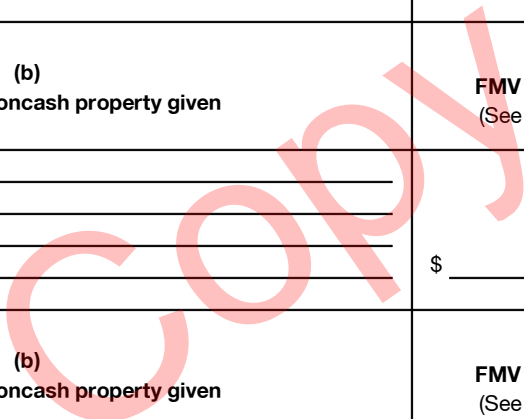 (b)
oncash property given
FMV
(See
$
(b)
oncash property given
FMV
(See
Copy